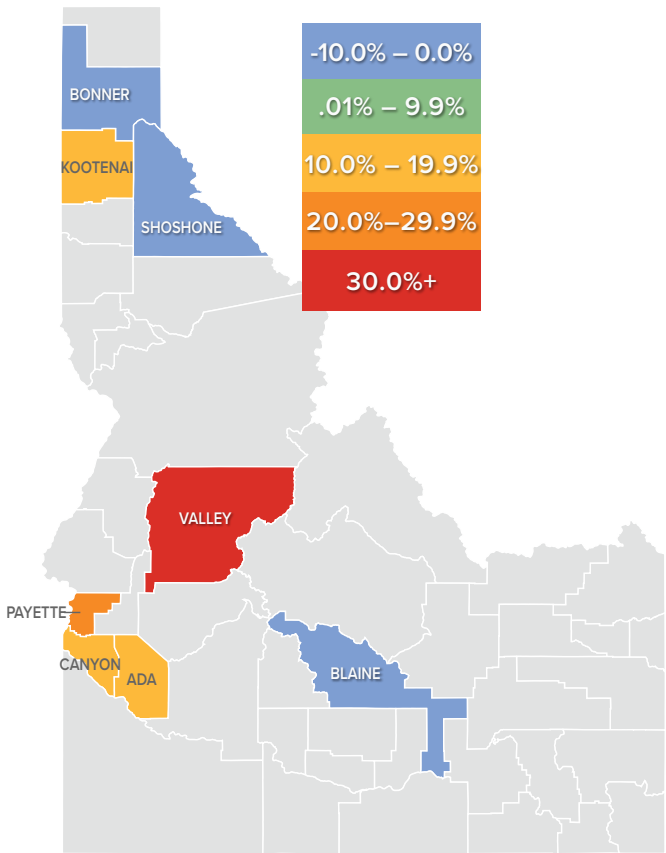 -10.0% – 0.0%
.01% – 9.9%
10.0% – 19.9%
20.0%–29.9%
30.0%+
BONNER
KOOTENAI
SHOSHONE
VALLEY
PAYETTE
CANYON
ADA
BLAINE